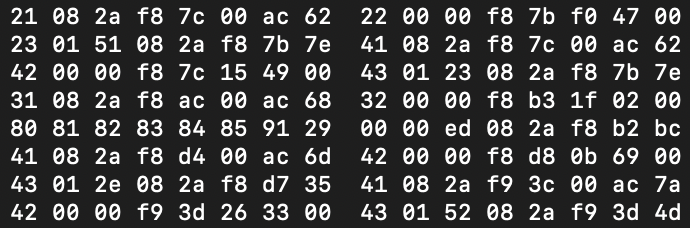 21 08 2a f8 7c 00 ac 62  22 00 00 f8 7b f0 47 00
23 01 51 08 2a f8 7b 7e  41 08 2a f8 7c 00 ac 62
42 00 00 f8 7c 15 49 00  43 01 23 08 2a f8 7b 7e
31 08 2a f8 ac 00 ac 68  32 00 00 f8 b3 1f 02 00
80 81 82 83 84 85 91 29  00 00 ed 08 2a f8 b2 bc
41 08 2a f8 d4 00 ac 6d  42 00 00 f8 d8 0b 69 00
43 01 2e 08 2a f8 d7 35  41 08 2a f9 3c 00 ac 7a
42 00 00 f9 3d 26 33 00  43 01 52 08 2a f9 3d 4d